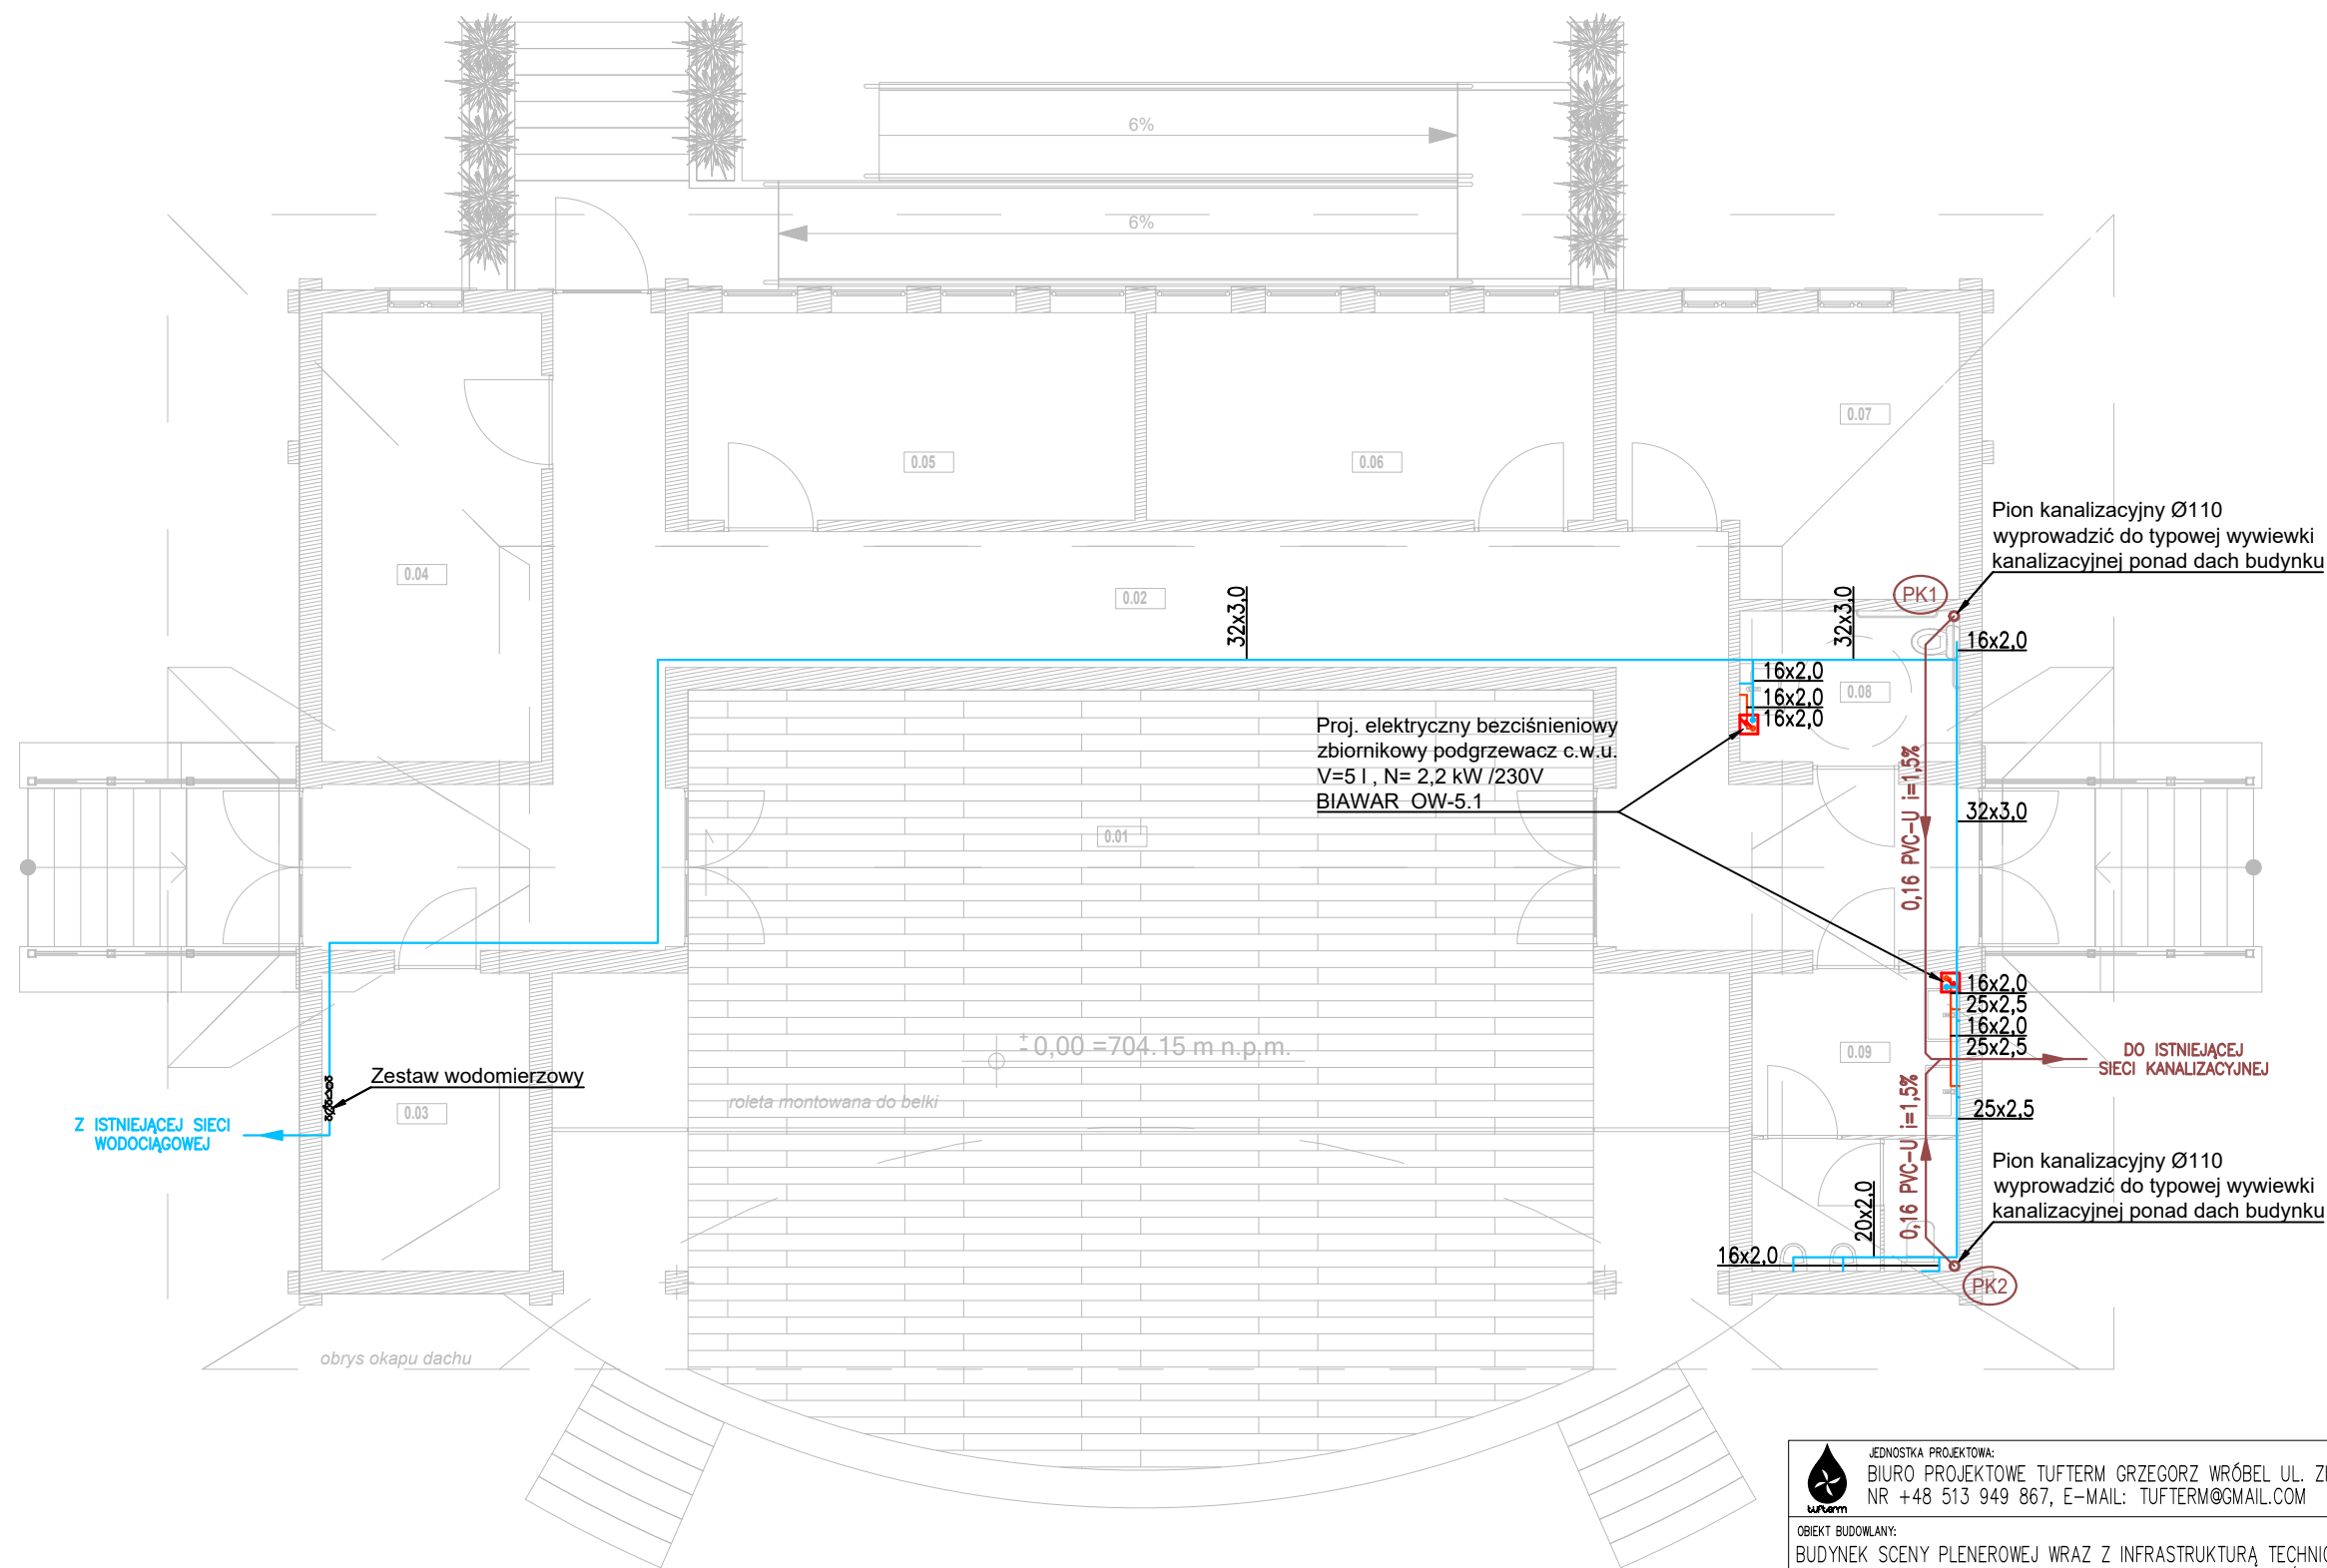 6%
6%
0.07
0.05
0.06
0.04
0.02
32x3,0
32x3,0
Pion kanalizacyjny Ø110
wyprowadzić do typowej wywiewki
kanalizacyjnej ponad dach budynku
PK1
16x2,0
16x2,0
16x2,0
16x2,0
0.08
Proj. elektryczny bezciśnieniowy
zbiornikowy podgrzewacz c.w.u.
V=5 l , N= 2,2 kW /230V
BIAWAR OW-5.1
0.01
0,16 PVC-U i=1,5%
32x3,0
16x2,0
25x2,5
16x2,0
25x2,5
± 0,00 =704.15 m n.p.m.
0.09
DO ISTNIEJĄCEJ
SIECI KANALIZACYJNEJ
Zestaw wodomierzowy
roleta montowana do belki
0.03
25x2,5
Z ISTNIEJĄCEJ SIECI
WODOCIĄGOWEJ
0,16 PVC-U i=1,5%
Pion kanalizacyjny Ø110
wyprowadzić do typowej wywiewki
kanalizacyjnej ponad dach budynku
20x2,0
16x2,0
PK2
obrys okapu dachu
JEDNOSTKA PROJEKTOWA:
BIURO PROJEKTOWE TUFTERM GRZEGORZ WRÓBEL UL.
NR +48 513 949 867, E-MAIL: TUFTERM@GMAIL.COM
tufterm
OBIEKT BUDOWLANY:
BUDYNEK SCENY PLENEROWEJ WRAZ Z INFRASTRUKTURĄ